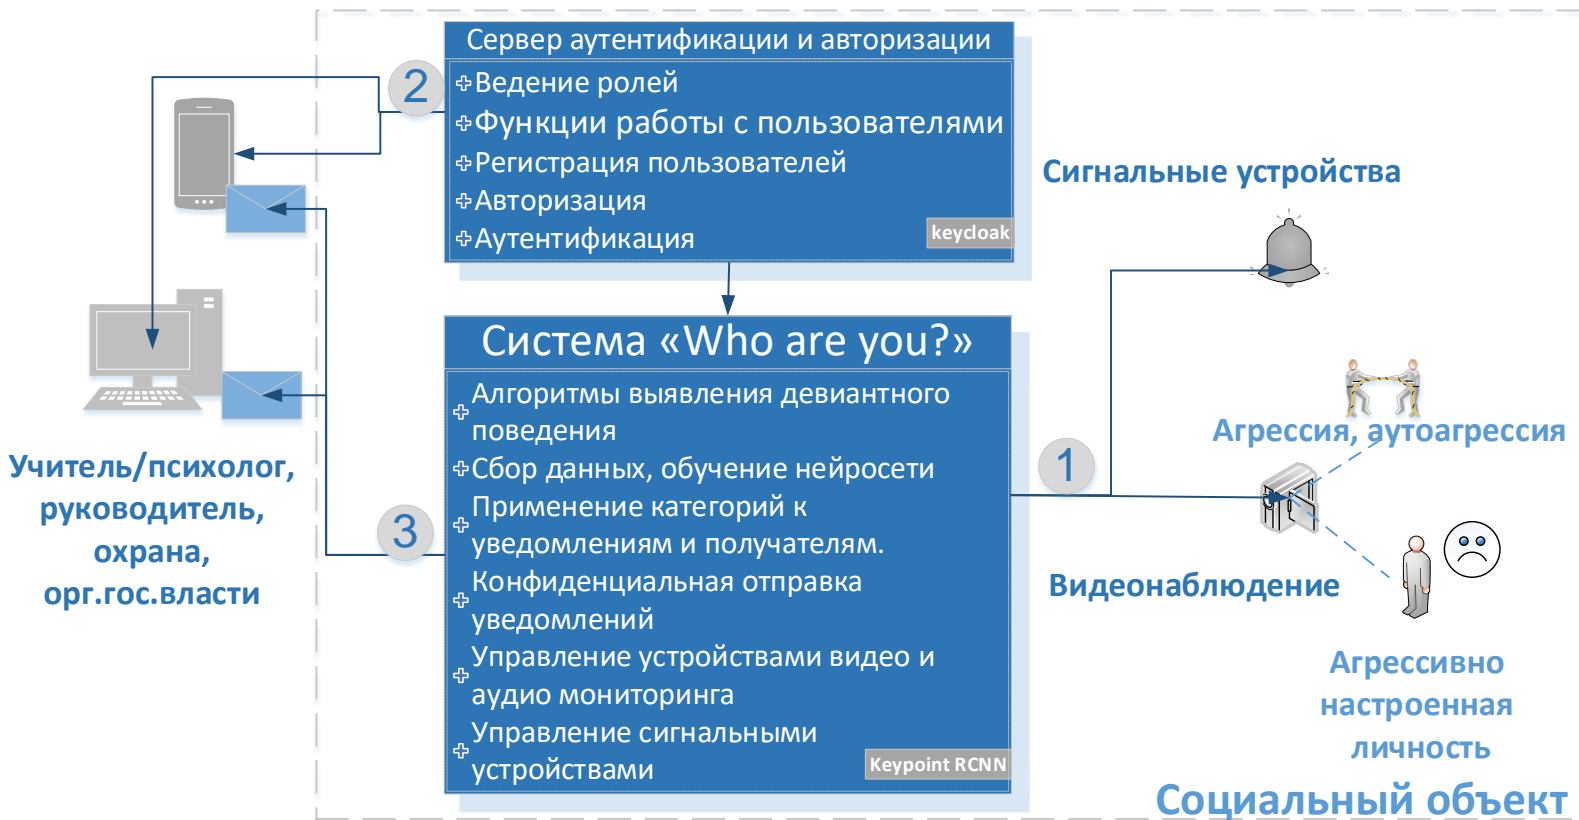 Сервер аутентификации и авторизации
Ведение ролей
Функции работы с пользователями
Регистрация пользователей
Авторизация
Аутентификация
keycloak
2
Сигнальные устройства
Система «Who are you?»
Алгоритмы выявления девиантного
поведения
Сбор данных, обучение нейросети
Применение категорий к
уведомлениям и получателям.
Конфиденциальная отправка
уведомлений
Управление устройствами видео и
аудио мониторинга
Управление сигнальными
устройствами
Keypoint RCNN
1
3
Учитель/психолог,
руководитель,
охрана,
орг.гос.власти
Агрессия, аутоагрессия
Видеонаблюдение
Агрессивно
настроенная
личность
Социальный объект